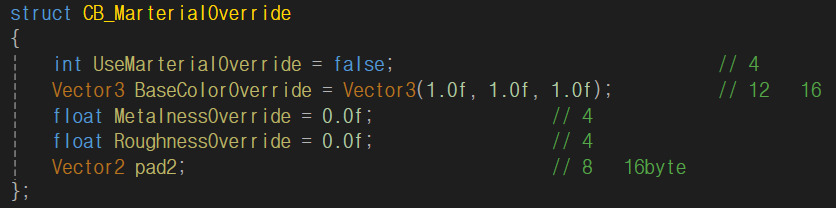 struct CB_MarterialOverride
{
int UseMarterialOverride = false; // 4
Vector3 BaseColorOverride = Vector3(1.0f, 1.0f, 1.0f); // 12 16
float MetalnessOverride = 0.0f; // 4
float RoughnessOverride = 0.0f; // 4
Vector2 pad2; // 8 16byte
};